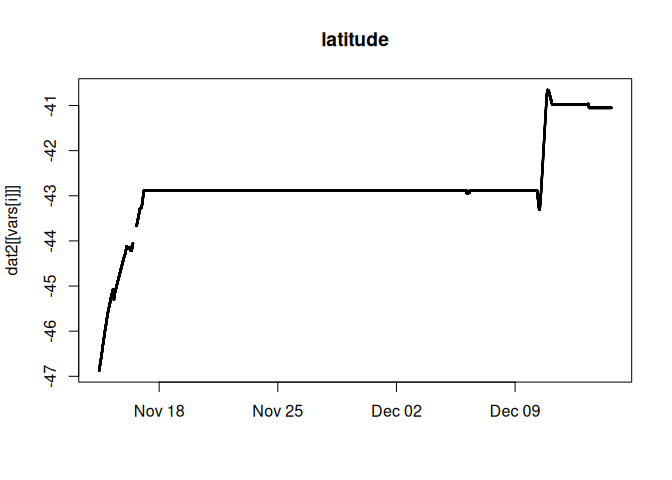 latitude
dat2[[vars[i]]]
-41
-42
-43
-44
-45
-46
-47
Nov 18
Nov 25
Dec 02
Dec 09